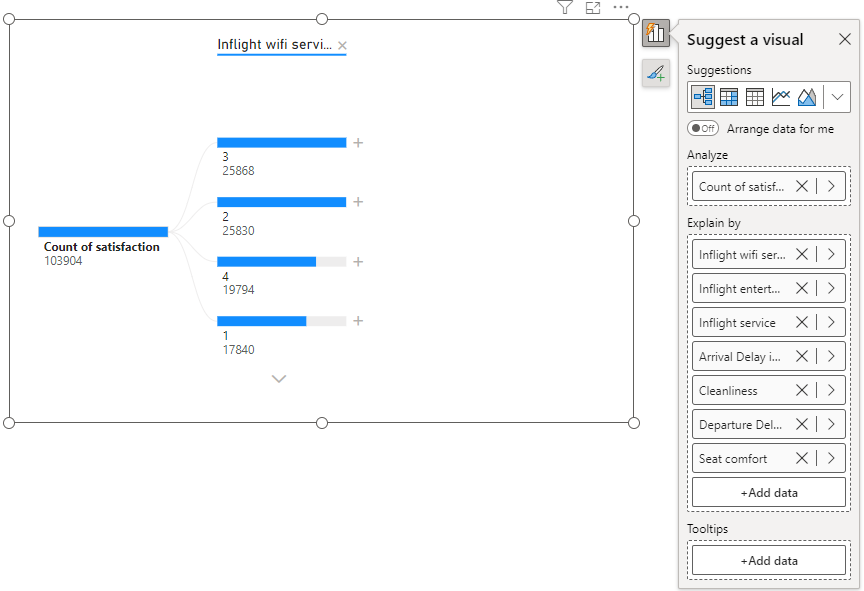 Inflight wifi servi...
3
25868
2
25830
Count of satisfaction
103904
4
19794
1
17840
Suggest a visual
Suggestions
Off
Arrange data for me
Analyze
Count of satisf...
Explain by
Inflight wifi ser...
Inflight entert...
Inflight service
Arrival Delay i...
Cleanliness
Departure Del...
Seat comfort
+Add data
Tooltips
+Add data